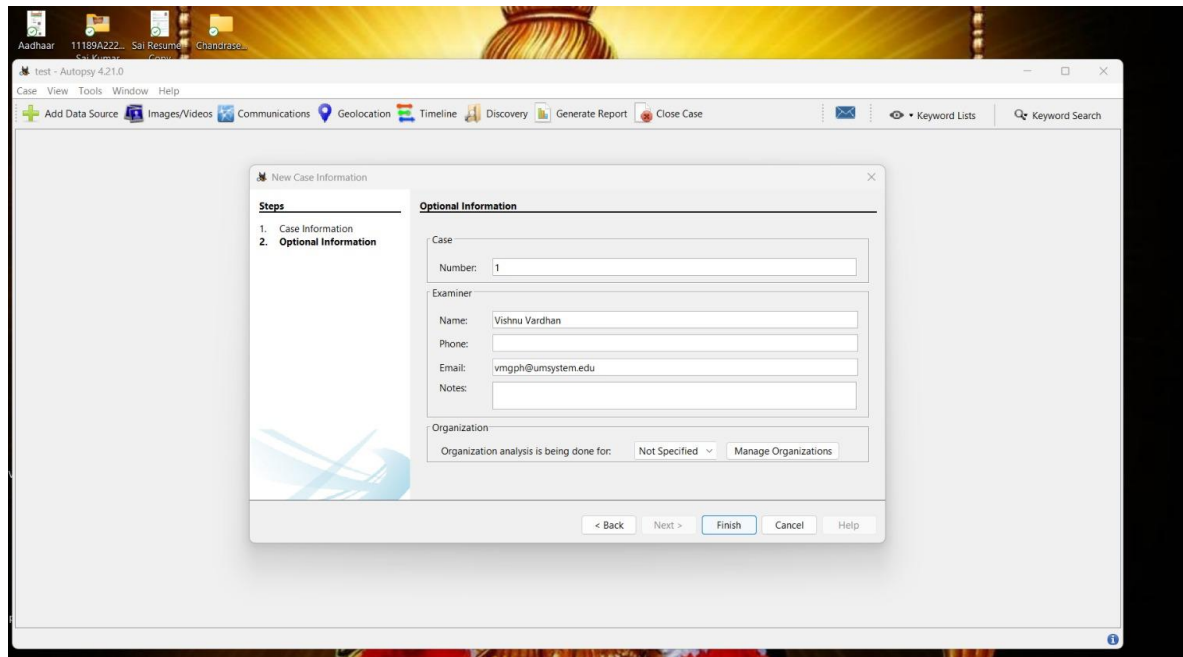 Aadhaar 11189A222... Sai Resume Chandrase...
Sai Kumar Copy
test - Autopsy 4.21.0
Case View Tools Window Help
Add Data Source Images/Videos Communications Geolocation Timeline Discovery Generate Report Close Case Keyword Lists Keyword Search
New Case Information
Steps
1. Case Information
2. Optional Information
Optional Information
Case
Number: 1
Examiner
Name: Vishnu Vardhan
Phone:
Email: vmgph@umsystem.edu
Notes:
Organization
Organization analysis is being done for: Not Specified Manage Organizations
< Back Next > Finish Cancel Help